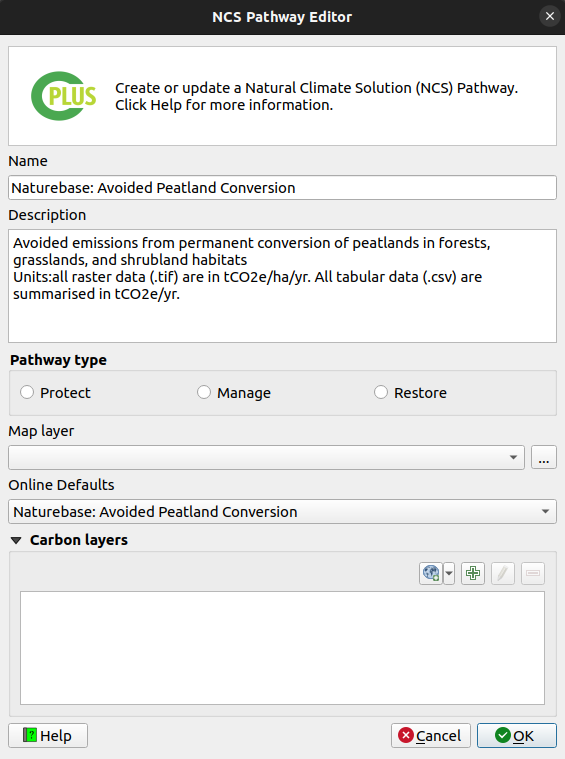 NCS Pathway Editor
PLUS
Create or update a Natural Climate Solution (NCS) Pathway.
Click Help for more information.
Name
Naturebase: Avoided Peatland Conversion
Description
Avoided emissions from permanent conversion of peatlands in forests,
grasslands, and shrubland habitats
Units:all raster data (.tif) are in tCO2e/ha/yr. All tabular data (.csv) are
summarised in tCO2e/yr.
Pathway type
Protect
Manage
Restore
Map layer
...
Online Defaults
Naturebase: Avoided Peatland Conversion
Carbon layers
? Help
Cancel
OK